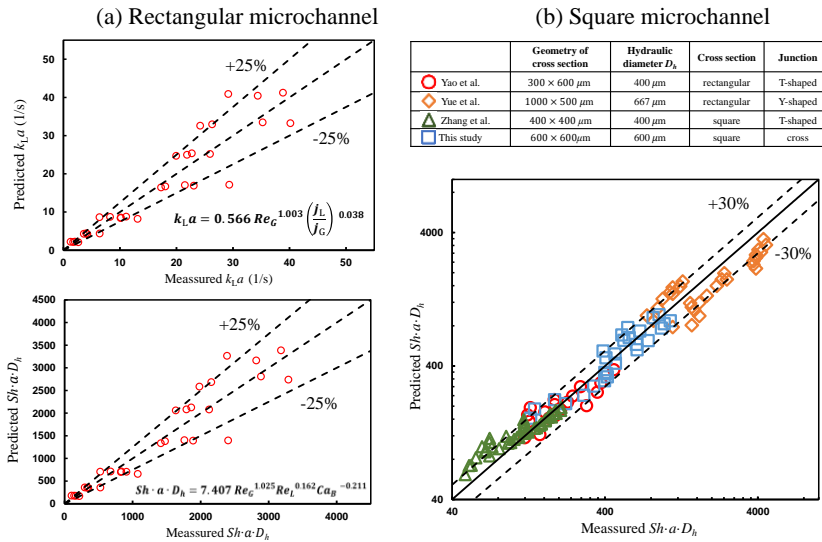 (a) Rectangular microchannel
55
50
40
30
20
10
0
0 10 20 30 40 50
+25%
-25%
Predicted kLa (1/s)
kLa = 0.566 ReG^1.003 (jL/jG)^0.038
Meassured kLa (1/s)
4500
4000
3500
3000
2500
2000
1500
1000
500
0
0 1000 2000 3000 4000
+25%
-25%
Predicted Sh·a·Dh
Sh · a · Dh = 7.407 ReG^1.025 ReL^0.162 CaB^-0.211
Meassured Sh·a·Dh
(b) Square microchannel
Geometry of cross section Hydraulic diameter Dh Cross section Junction
Yao et al. 300 × 600 μm 400 μm rectangular T-shaped
Yue et al. 1000 × 500 μm 667 μm rectangular Y-shaped
Zhang et al. 400 × 400 μm 400 μm square T-shaped
This study 600 × 600μm 600 μm square cross
+30%
-30%
4000
400
40
40 400 4000
Predicted Sh·a·Dh
Meassured Sh·a·Dh